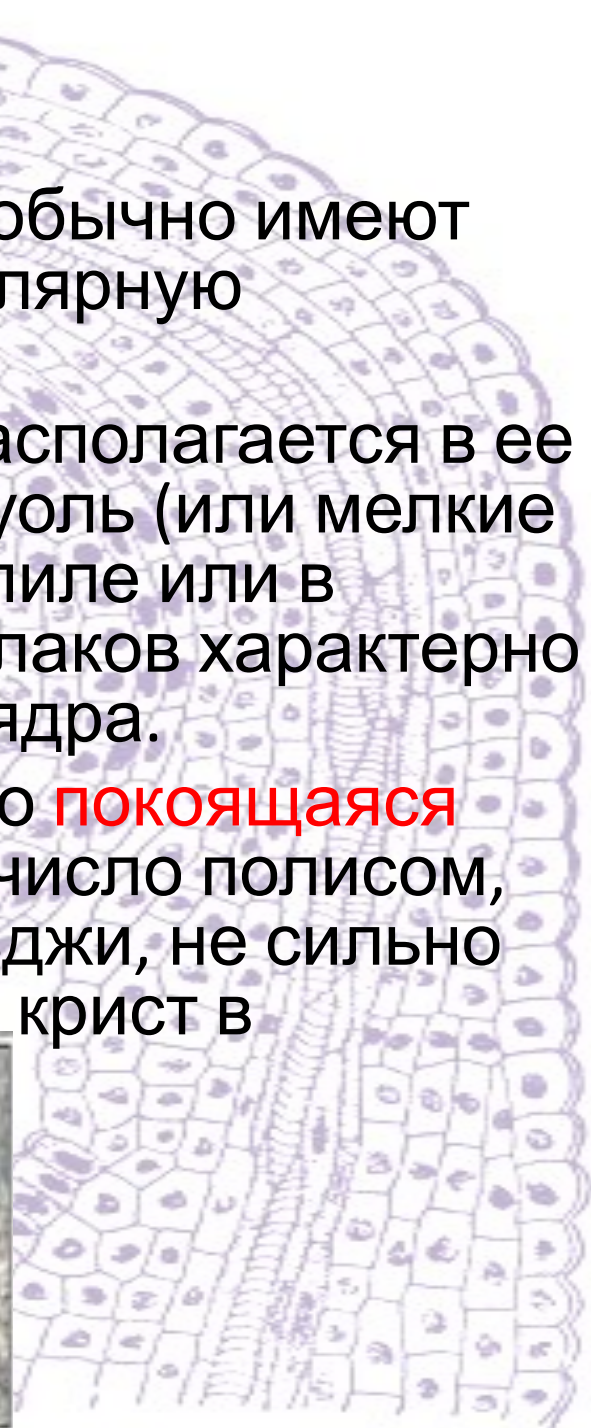 обычно имеют
лярную
асполагается в ее
уоль (или мелкие
пиле или в
лаков характерно
ядра.
о покоящаяся
число полисом,
джи, не сильно
крист в